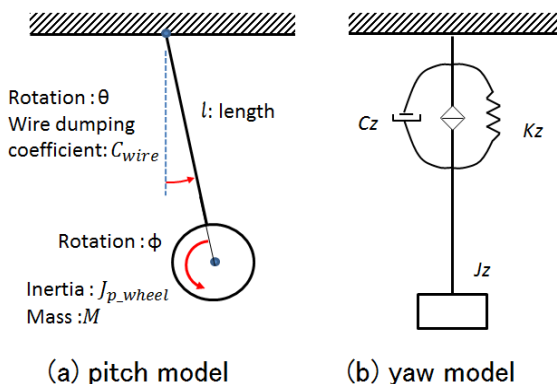 Rotation : θ
Wire dumping
coefficient: C_wire
l: length
Rotation : ϕ
Inertia : J_p_wheel
Mass : M
(a) pitch model
Cz
Kz
Jz
(b) yaw model